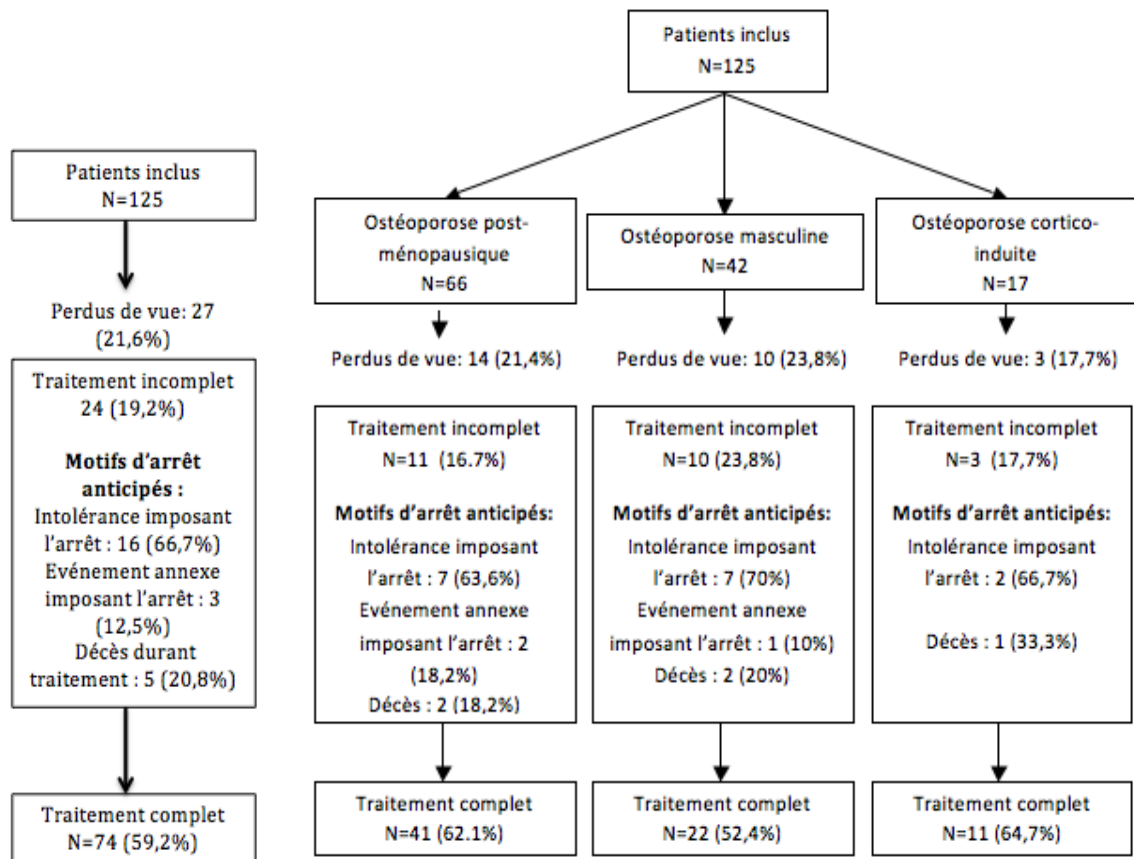 Patients inclus
N=125
Perdus de vue: 27
(21,6%)
Traitement incomplet
24 (19,2%)
Motifs d'arrêt
anticipés :
Intolérance imposant
l'arrêt : 16 (66,7%)
Evénement annexe
imposant l'arrêt : 3
(12,5%)
Décès durant
traitement : 5 (20,8%)
Traitement complet
N=74 (59,2%)
Patients inclus
N=125
Ostéoporose post-
ménopausique
N=66
Perdus de vue: 14 (21,4%)
Traitement incomplet
N=11 (16.7%)
Motifs d'arrêt anticipés:
Intolérance imposant
l'arrêt : 7 (63,6%)
Evénement annexe
imposant l'arrêt : 2
(18,2%)
Décès : 2 (18,2%)
Traitement complet
N=41 (62.1%)
Ostéoporose masculine
N=42
Perdus de vue: 10 (23,8%)
Traitement incomplet
N=10 (23,8%)
Motifs d'arrêt anticipés:
Intolérance imposant
l'arrêt : 7 (70%)
Evénement annexe
imposant l'arrêt : 1 (10%)
Décès : 2 (20%)
Traitement complet
N=22 (52,4%)
Ostéoporose cortico-
induite
N=17
Perdus de vue: 3 (17,7%)
Traitement incomplet
N=3 (17,7%)
Motifs d'arrêt anticipés:
Intolérance imposant
l'arrêt : 2 (66,7%)
Décès : 1 (33,3%)
Traitement complet
N=11 (64,7%)